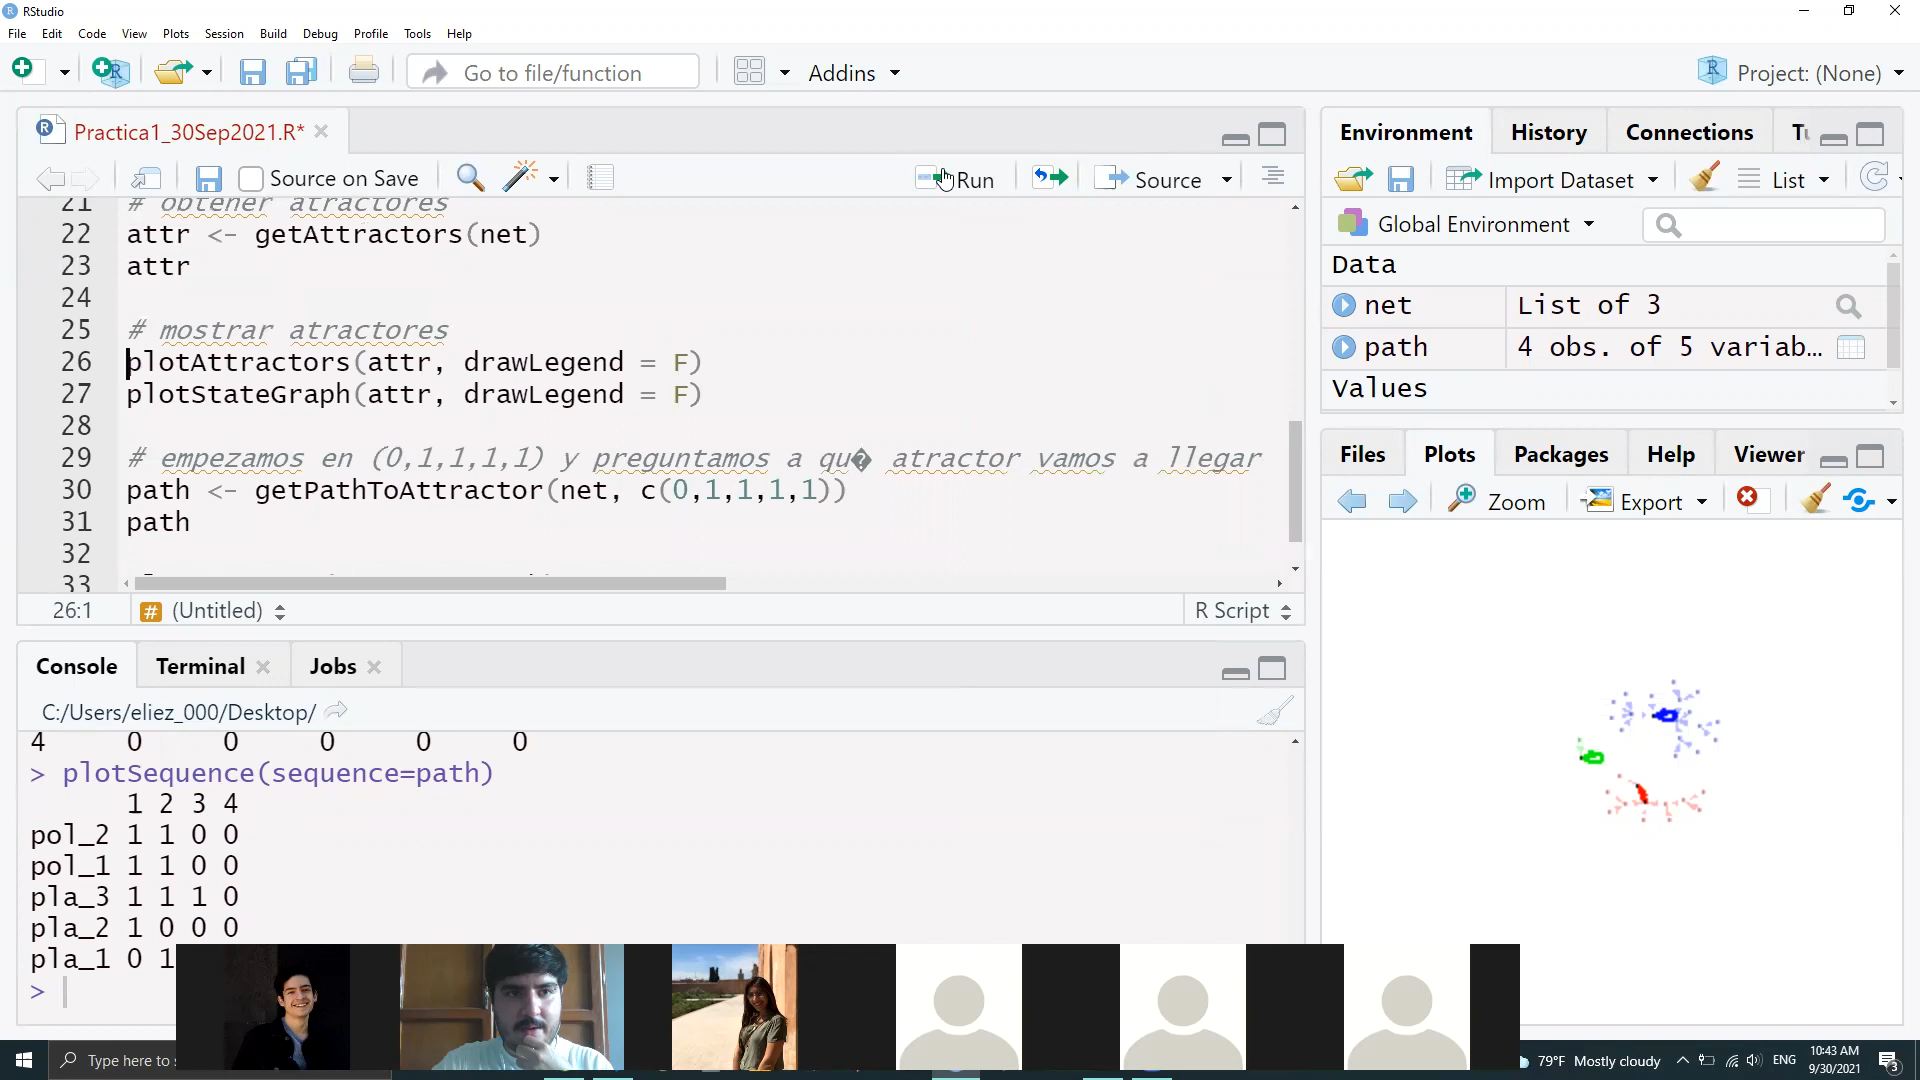 RStudio
File Edit Code View Plots Session Build Debug Profile Tools Help
Go to file/function Addins Project: (None)
Practica1_30Sep2021.R*
Source on Save Run Source
21 # obtener atractores
22 attr <- getAttractors(net)
23 attr
24
25 # mostrar atractores
26 plotAttractors(attr, drawLegend = F)
27 plotStateGraph(attr, drawLegend = F)
28
29 # empezamos en (0,1,1,1,1) y preguntamos a qu� atractor vamos a llegar
30 path <- getPathToAttractor(net, c(0,1,1,1,1))
31 path
32
33
26:1 # (Untitled) R Script
Console Terminal Jobs
C:/Users/eliez_000/Desktop/
4 0 0 0 0 0
> plotSequence(sequence=path)
1 2 3 4
pol_2 1 1 0 0
pol_1 1 1 0 0
pla_3 1 1 1 0
pla_2 1 0 0 0
pla_1 0 1
>
Environment History Connections
Import Dataset List
Global Environment
Data
net List of 3
path 4 obs. of 5 variab…
Values
Files Plots Packages Help Viewer
Zoom Export
Type here to
79°F Mostly cloudy ENG 10:43 AM
9/30/2021 3